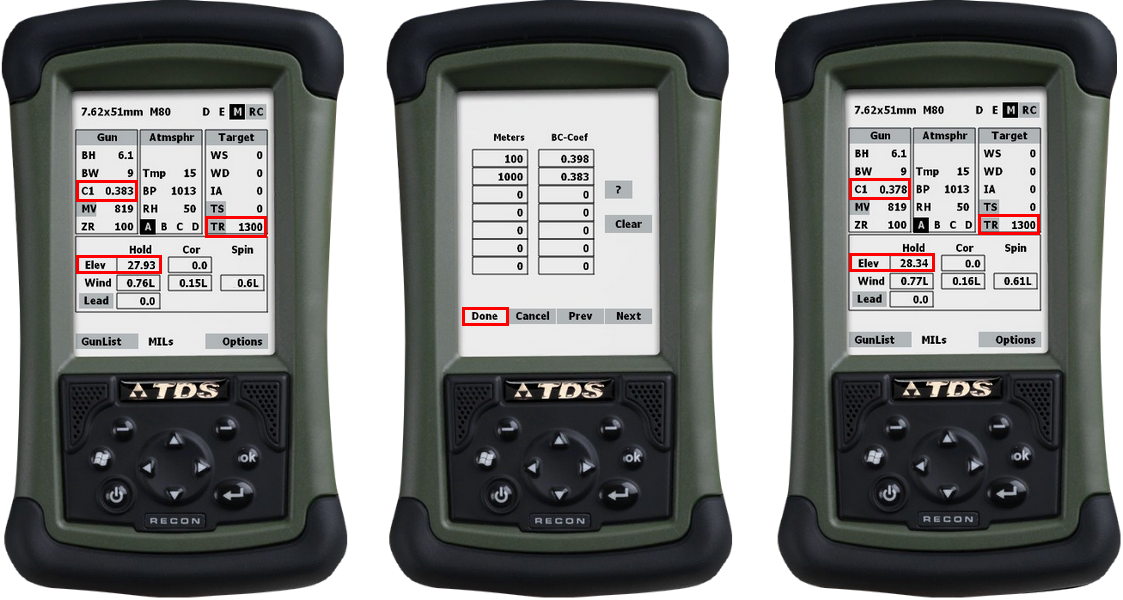 7.62x51mm M80 D E M RC
Gun Atmsphr Target
BH 6.1 WS 0
BW 9 Tmp 15 WD 0
C1 0.383 BP 1013 IA 0
MV 819 RH 50 TS 0
ZR 100 A B C D TR 1300
Hold Cor Spin
Elev 27.93 0.0
Wind 0.76L 0.15L 0.6L
Lead 0.0
GunList MILs Options
TDS
ok
RECON
Meters BC-Coef
100 0.398
1000 0.383
0 0
0 0
0 0
0 0
0 0
? 
Clear
Done Cancel Prev Next
TDS
ok
RECON
7.62x51mm M80 D E M RC
Gun Atmsphr Target
BH 6.1 WS 0
BW 9 Tmp 15 WD 0
C1 0.378 BP 1013 IA 0
MV 819 RH 50 TS 0
ZR 100 A B C D TR 1300
Hold Cor Spin
Elev 28.34 0.0
Wind 0.77L 0.16L 0.61L
Lead 0.0
GunList MILs Options
TDS
ok
RECON